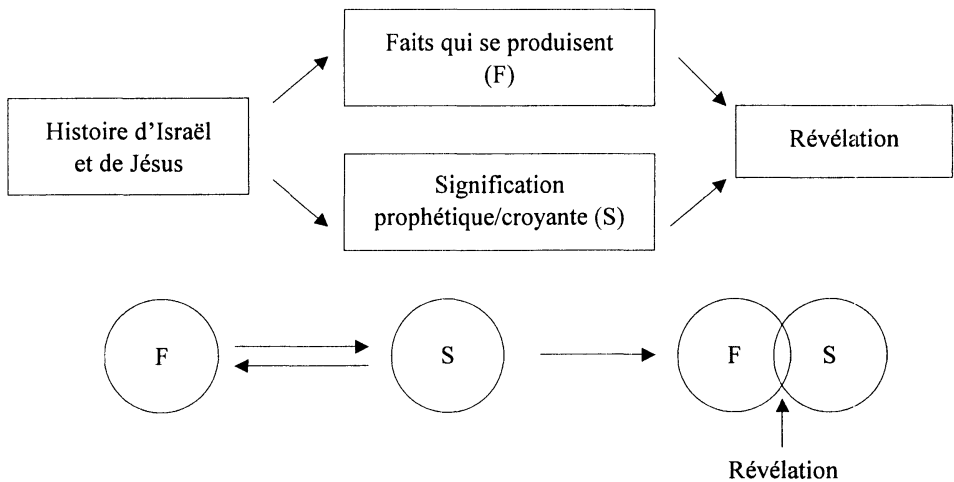 Faits qui se produisent
(F)
Histoire d'Israël
et de Jésus
Révélation
Signification
prophétique/croyante (S)
F
S
F
S
Révélation